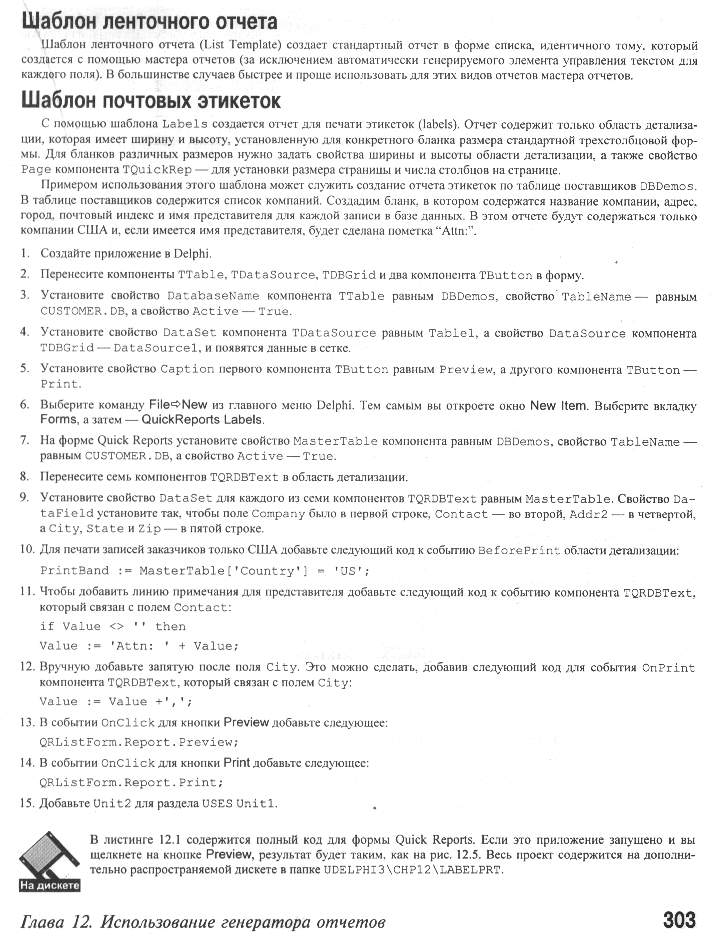 Шаблон ленточного отчета
Шаблон ленточного отчета (List Template) создает стандартный отчет в форме списка, идентичного тому, который
создается с помощью мастера отчетов (за исключением автоматически генерируемого элемента управления текстом для
каждого поля). В большинстве случаев быстрее и проще использовать для этих видов отчетов мастера отчетов.
Шаблон почтовых этикеток
С помощью шаблона Labels создается отчет для печати этикеток (labels). Отчет содержит только область детализа-
ции, которая имеет ширину и высоту, установленную для конкретного бланка размера стандартной трехстолбцовой фор-
мы. Для бланков различных размеров нужно задать свойства ширины и высоты области детализации, а также свойство
Page компонента TQuickRep — для установки размера страницы и числа столбцов на странице.
Примером использования этого шаблона может служить создание отчета этикеток по таблице поставщиков DBDemos.
В таблице поставщиков содержится список компаний. Создадим бланк, в котором содержатся название компании, адрес,
город, почтовый индекс и имя представителя для каждой записи в базе данных. В этом отчете будут содержаться только
компании США и, если имеется имя представителя, будет сделана пометка “Attn:”.
1. Создайте приложение в Delphi.
2. Перенесите компоненты TTable, TDataSource, TDBGrid и два компонента TButton в форму.
3. Установите свойство DatabaseName компонента TTable равным DBDemos, свойство TableName — равным
CUSTOMER.DB, а свойство Active — True.
4. Установите свойство DataSet компонента TDataSource равным Table1, а свойство DataSource компонента
TDBGrid — DataSource1, и появятся данные в сетке.
5. Установите свойство Caption первого компонента TButton равным Preview, а другого компонента TButton —
Print.
6. Выберите команду File⇨New из главного меню Delphi. Тем самым вы откроете окно New Item. Выберите вкладку
Forms, а затем — QuickReports Labels.
7. На форме Quick Reports установите свойство MasterTable компонента равным DBDemos, свойство TableName —
равным CUSTOMER.DB, а свойство Active — True.
8. Перенесите семь компонентов TQRDBText в область детализации.
9. Установите свойство DataSet для каждого из семи компонентов TQRDBText равным MasterTable. Свойство Da-
taField установите так, чтобы поле Company было в первой строке, Contact — во второй, Addr2 — в четвертой,
а City, State и Zip — в пятой строке.
10. Для печати записей заказчиков только США добавьте следующий код к событию BeforePrint области детализации:
PrintBand := MasterTable['Country'] = 'US';
11. Чтобы добавить линию примечания для представителя добавьте следующий код к событию компонента TQRDBText,
который связан с полем Contact:
if Value <> '' then
Value := 'Attn: ' + Value;
12. Вручную добавьте запятую после поля City. Это можно сделать, добавив следующий код для события OnPrint
компонента TQRDBText, который связан с полем City:
Value := Value +',';
13. В событии OnClick для кнопки Preview добавьте следующее:
QRListForm.Report.Preview;
14. В событии OnClick для кнопки Print добавьте следующее:
QRListForm.Report.Print;
15. Добавьте Unit2 для раздела USES Unit1.
В листинге 12.1 содержится полный код для формы Quick Reports. Если это приложение запущено и вы
щелкнете на кнопке Preview, результат будет таким, как на рис. 12.5. Весь проект содержится на дополни-
тельно распространяемой дискете в папке UDELPHI3\CHP12\LABELPRT.
На дискете
Глава 12. Использование генератора отчетов 303